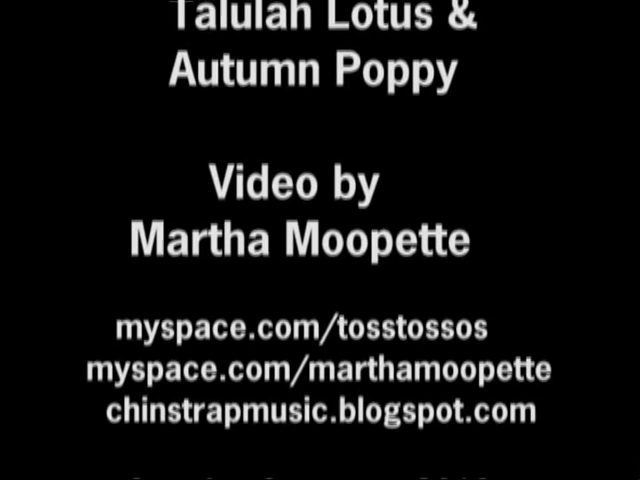 Talulah Lotus &
Autumn Poppy
Video by
Martha Moopette
myspace.com/tosstossos
myspace.com/marthamoopette
chinstrapmusic.blogspot.com